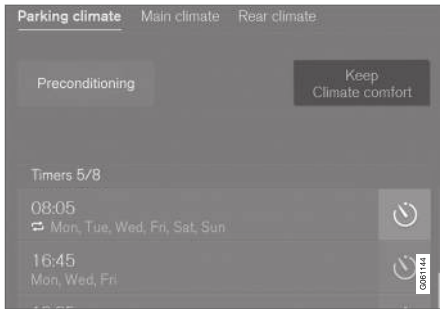 Parking climate Main climate Rear climate
Preconditioning
Keep
Climate comfort
Timers 5/8
08:05
Mon, Tue, Wed, Fri, Sat, Sun
16:45
Mon, Wed, Fri
G061144